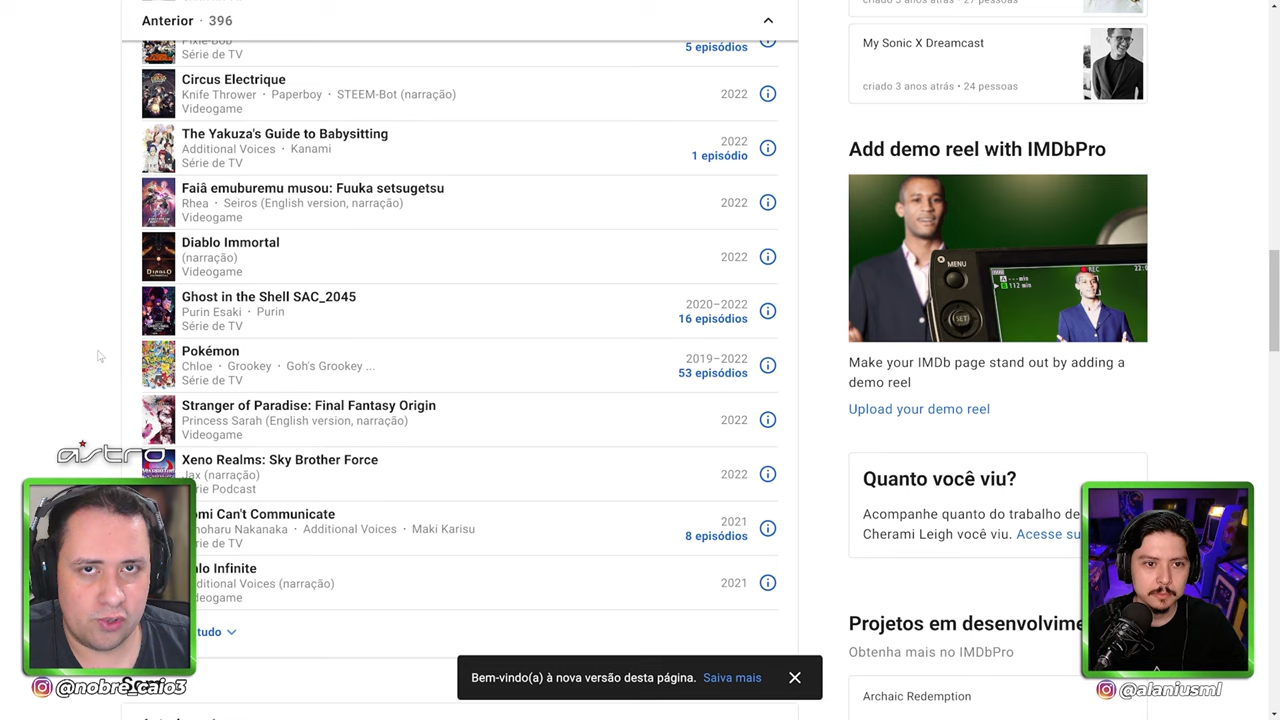 Anterior · 396
Pixie-Bob
Série de TV
5 episódios
Circus Electrique
Knife Thrower · Paperboy · STEEM-Bot (narração)
Videogame
2022
The Yakuza's Guide to Babysitting
Additional Voices · Kanami
Série de TV
2022
1 episódio
Faiâ emuburemu musou: Fuuka setsugetsu
Rhea · Seiros (English version, narração)
Videogame
2022
Diablo Immortal
(narração)
Videogame
2022
Ghost in the Shell SAC_2045
Purin Esaki · Purin
Série de TV
2020–2022
16 episódios
Pokémon
Chloe · Grookey · Goh's Grookey ...
Série de TV
2019–2022
53 episódios
Stranger of Paradise: Final Fantasy Origin
Princess Sarah (English version, narração)
Videogame
2022
Xeno Realms: Sky Brother Force
Jax (narração)
rie Podcast
2022
omi Can't Communicate
noharu Nakanaka · Additional Voices · Maki Karisu
rie de TV
2021
8 episódios
alo Infinite
dditional Voices (narração)
deogame
2021
tudo
criado 3 anos atrás · 27 pessoas
My Sonic X Dreamcast
criado 3 anos atrás · 24 pessoas
Add demo reel with IMDbPro
MENU
SET
REC
112 min
Make your IMDb page stand out by adding a
demo reel
Upload your demo reel
Quanto você viu?
Acompanhe quanto do trabalho de
Cherami Leigh você viu. Acesse su
Projetos em desenvolvime
Obtenha mais no IMDbPro
Archaic Redemption
Bem-vindo(a) à nova versão desta página. Saiva mais
astro
@nobre_caio3
@alaniusml